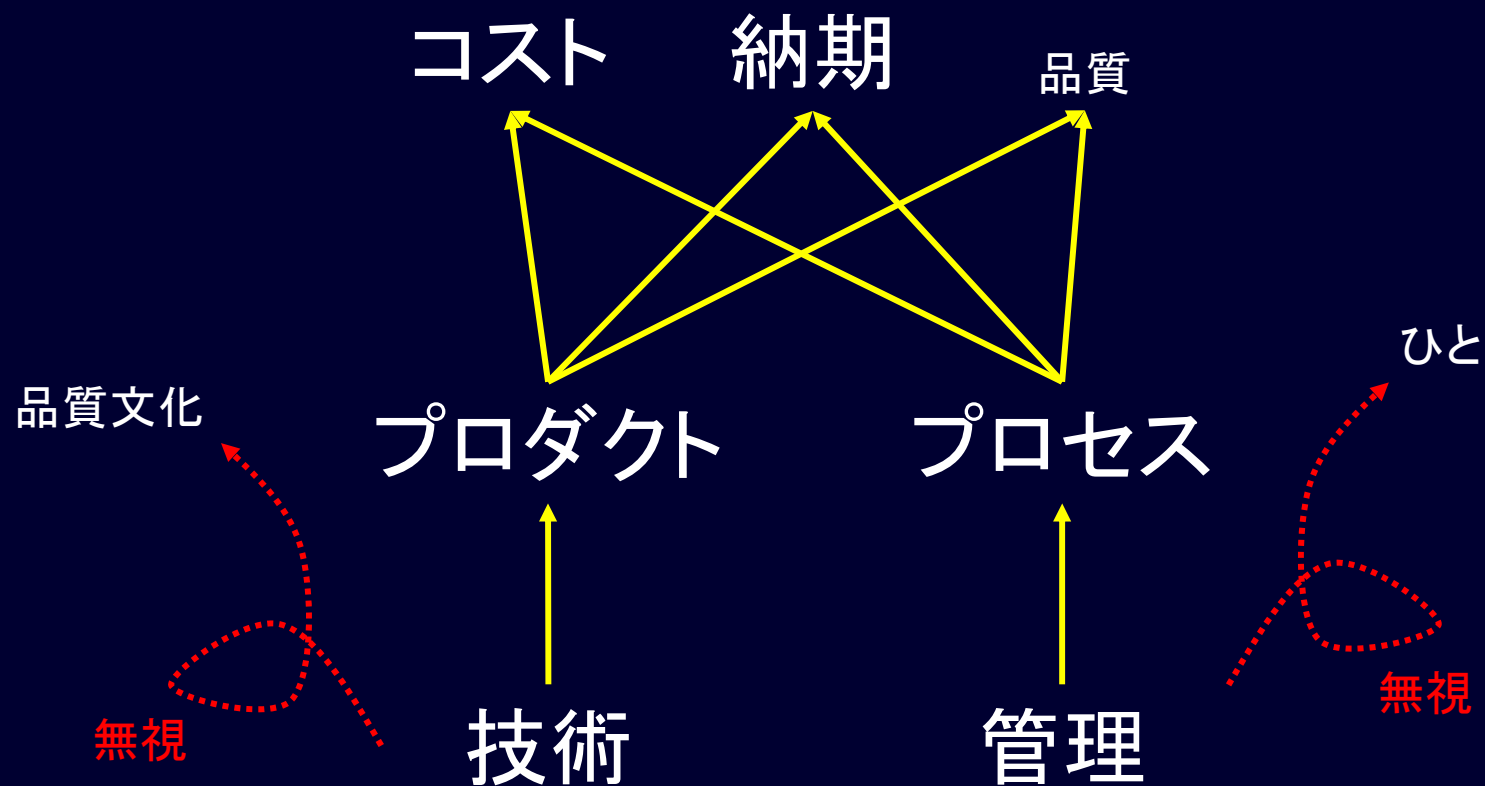 コスト
納期
品質
ひと
品質文化
プロダクト
プロセス
無視
無視
技術
管理